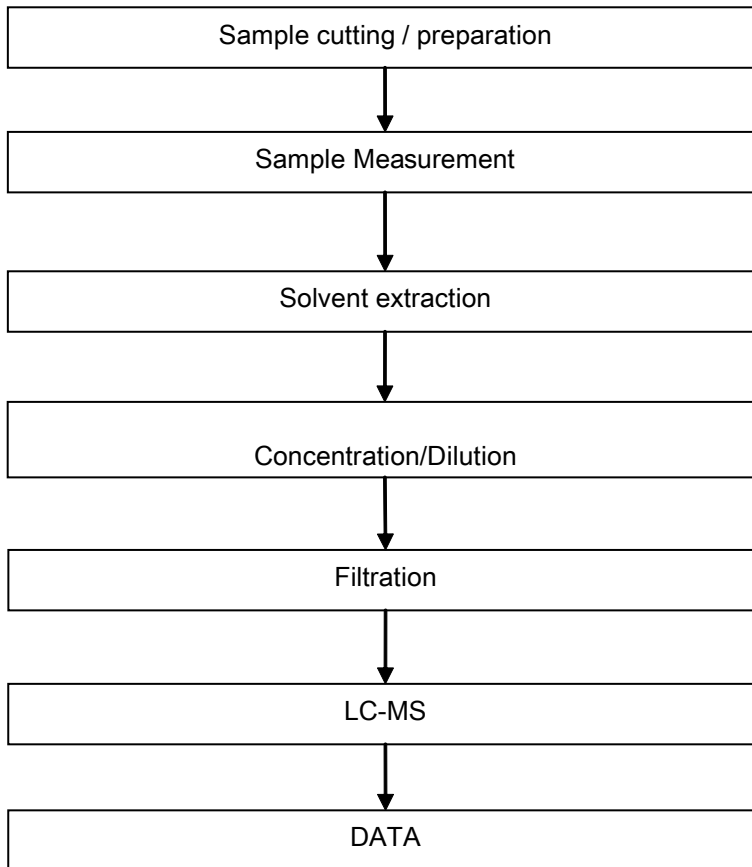 Sample cutting / preparation
Sample Measurement
Solvent extraction
Concentration/Dilution
Filtration
LC-MS
DATA